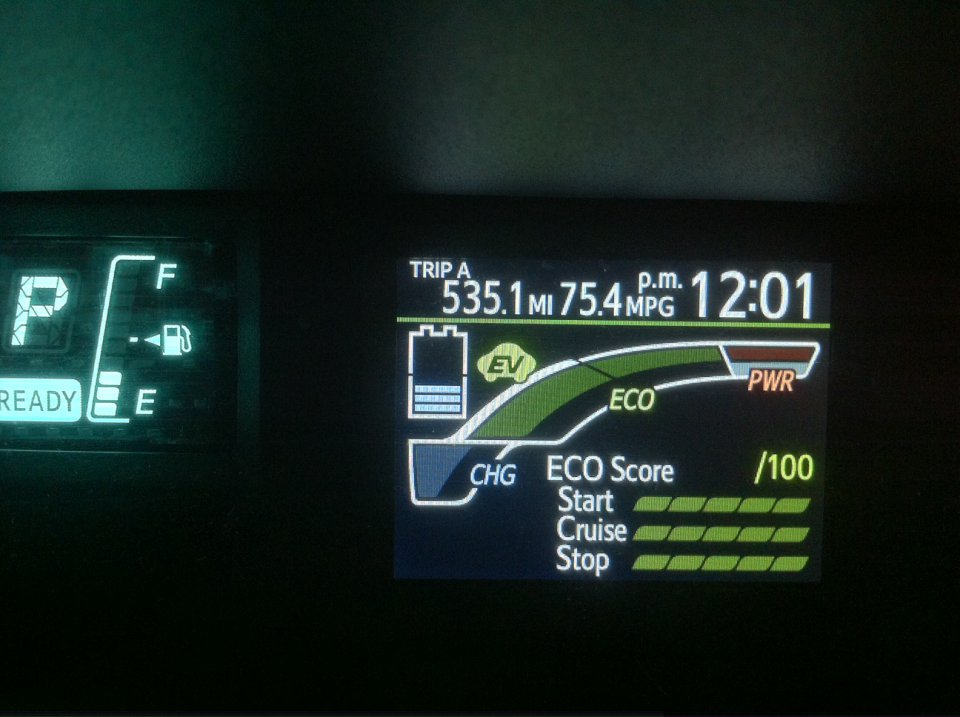 P
F
E
READY
TRIP A
535.1 MI 75.4 MPG p.m. 12:01
EV
PWR
ECO
CHG
ECO Score /100
Start
Cruise
Stop